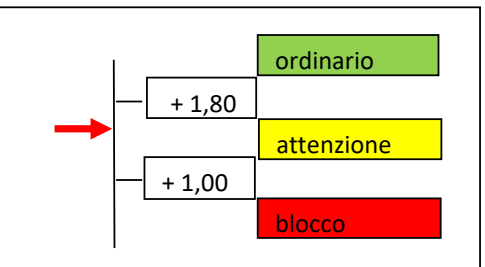 ordinario
+ 1,80
attenzione
+ 1,00
blocco